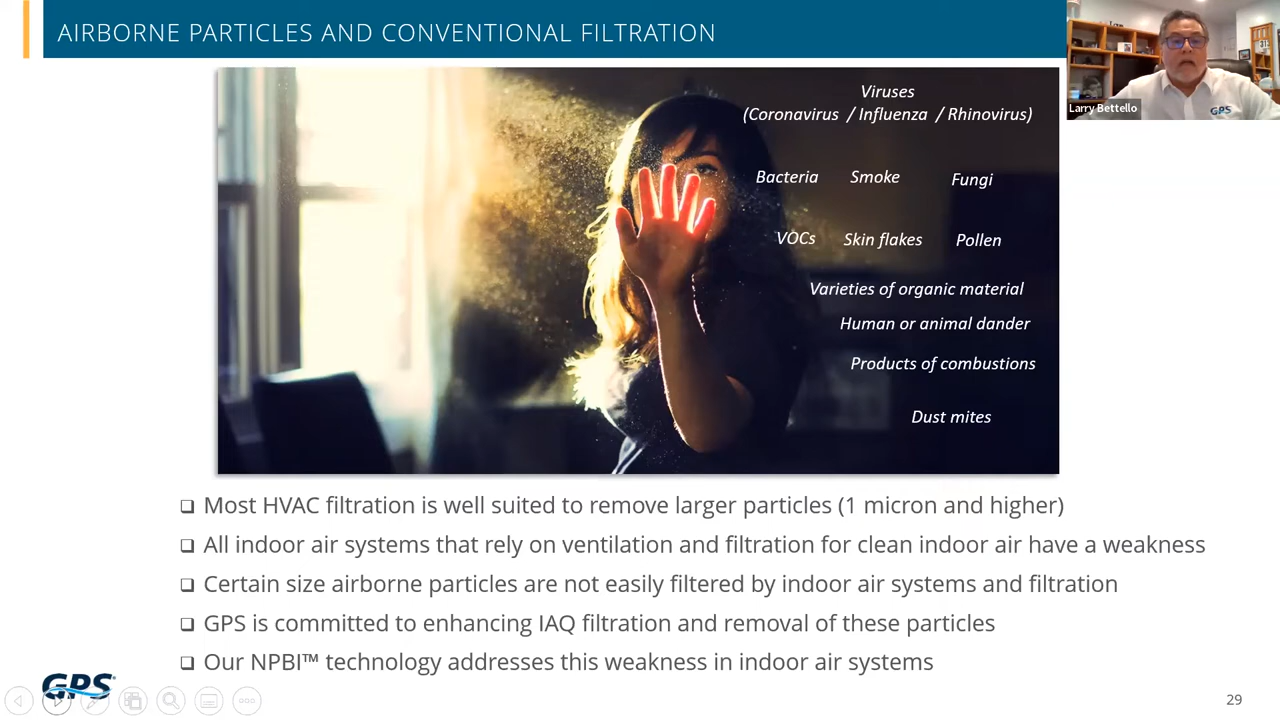 AIRBORNE PARTICLES AND CONVENTIONAL FILTRATION
Larry Bettello
GPS
Viruses
(Coronavirus / Influenza / Rhinovirus)
Bacteria Smoke Fungi
VOCs Skin flakes Pollen
Varieties of organic material
Human or animal dander
Products of combustions
Dust mites
Most HVAC filtration is well suited to remove larger particles (1 micron and higher)
All indoor air systems that rely on ventilation and filtration for clean indoor air have a weakness
Certain size airborne particles are not easily filtered by indoor air systems and filtration
GPS is committed to enhancing IAQ filtration and removal of these particles
Our NPBI™ technology addresses this weakness in indoor air systems
GPS
29